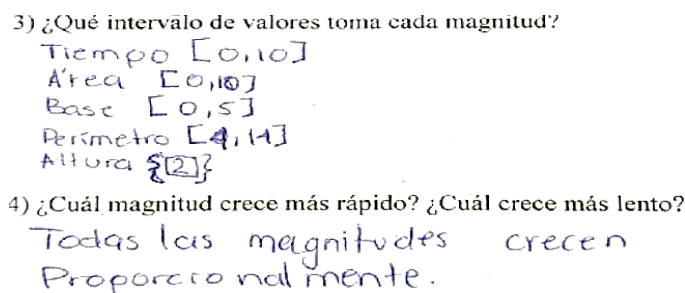 3) ¿Qué intervalo de valores toma cada magnitud?
Tiempo [0,10]
Área [0,10]
Base [0,5]
Perímetro [4,14]
Altura {[2]}
4) ¿Cuál magnitud crece más rápido? ¿Cuál crece más lento?
Todas las magnitudes crecen
Proporcionalmente.